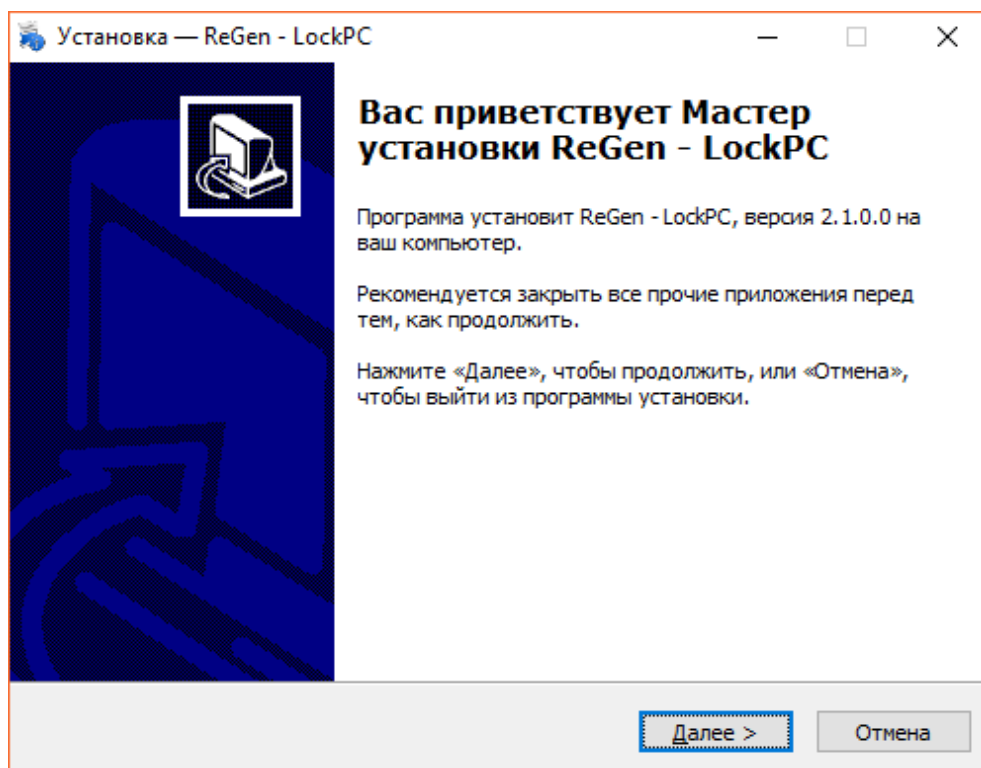 Установка — ReGen - LockPC
Вас приветствует Мастер
установки ReGen - LockPC
Программа установит ReGen - LockPC, версия 2.1.0.0 на
ваш компьютер.
Рекомендуется закрыть все прочие приложения перед
тем, как продолжить.
Нажмите «Далее», чтобы продолжить, или «Отмена»,
чтобы выйти из программы установки.
Далее >
Отмена